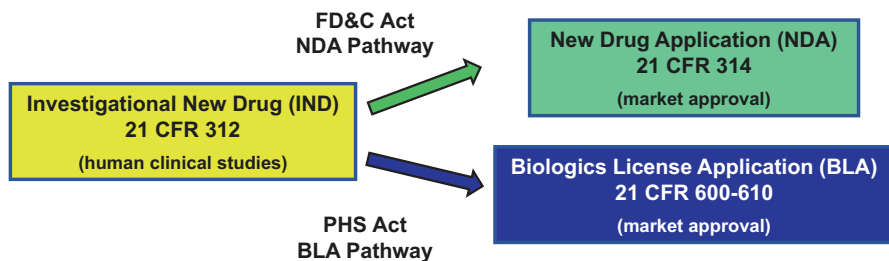 FD&C Act
NDA Pathway
New Drug Application (NDA)
21 CFR 314
(market approval)
Investigational New Drug (IND)
21 CFR 312
(human clinical studies)
Biologics License Application (BLA)
21 CFR 600-610
(market approval)
PHS Act
BLA Pathway